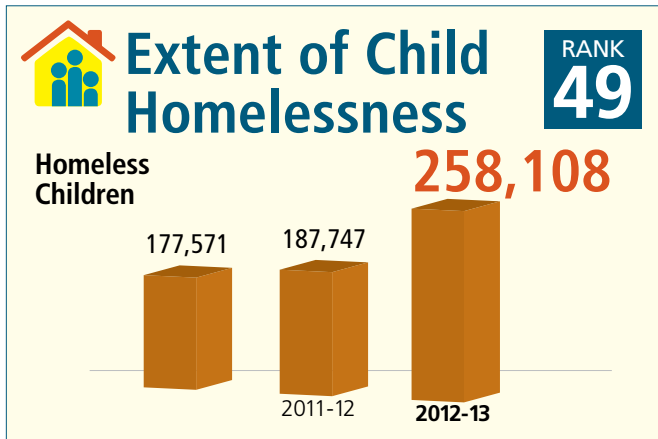 Extent of Child
Homelessness
RANK
49
Homeless
Children
258,108
177,571
187,747
2011-12
2012-13